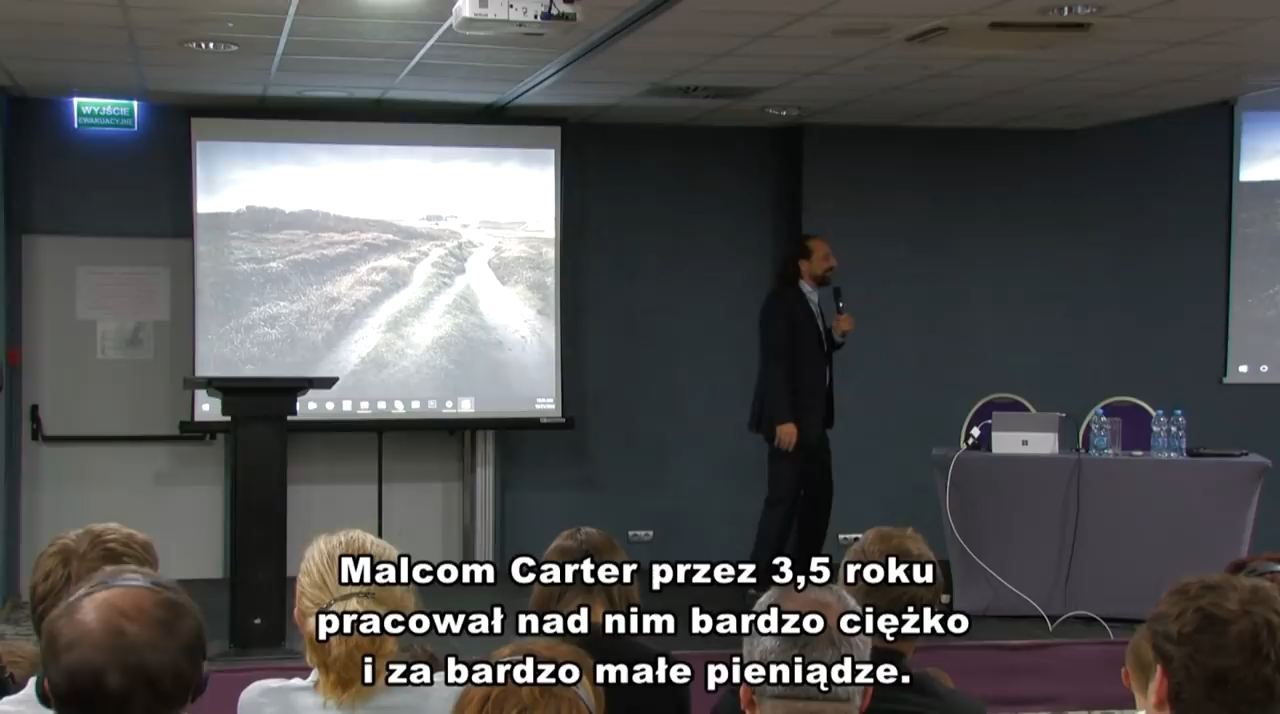 WYJŚCIE
EWAKUACYJNE
Malcom Carter przez 3,5 roku
pracował nad nim bardzo ciężko
i za bardzo małe pieniądze.